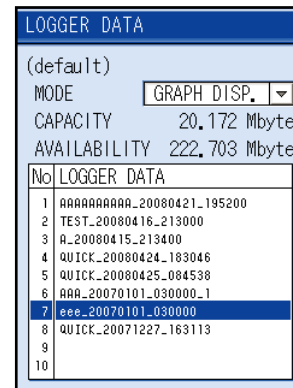 LOGGER DATA
(default)
MODE GRAPH DISP.
CAPACITY 20.172 Mbyte
AVAILABILITY 222.703 Mbyte
No LOGGER DATA
1 AAAAAAAAAA_20080421_195200
2 TEST_20080416_213000
3 A_20080415_213400
4 QUICK_20080424_183046
5 QUICK_20080425_084538
6 AAA_20070101_030000_1
7 eee_20070101_030000
8 QUICK_20071227_163113
9
10